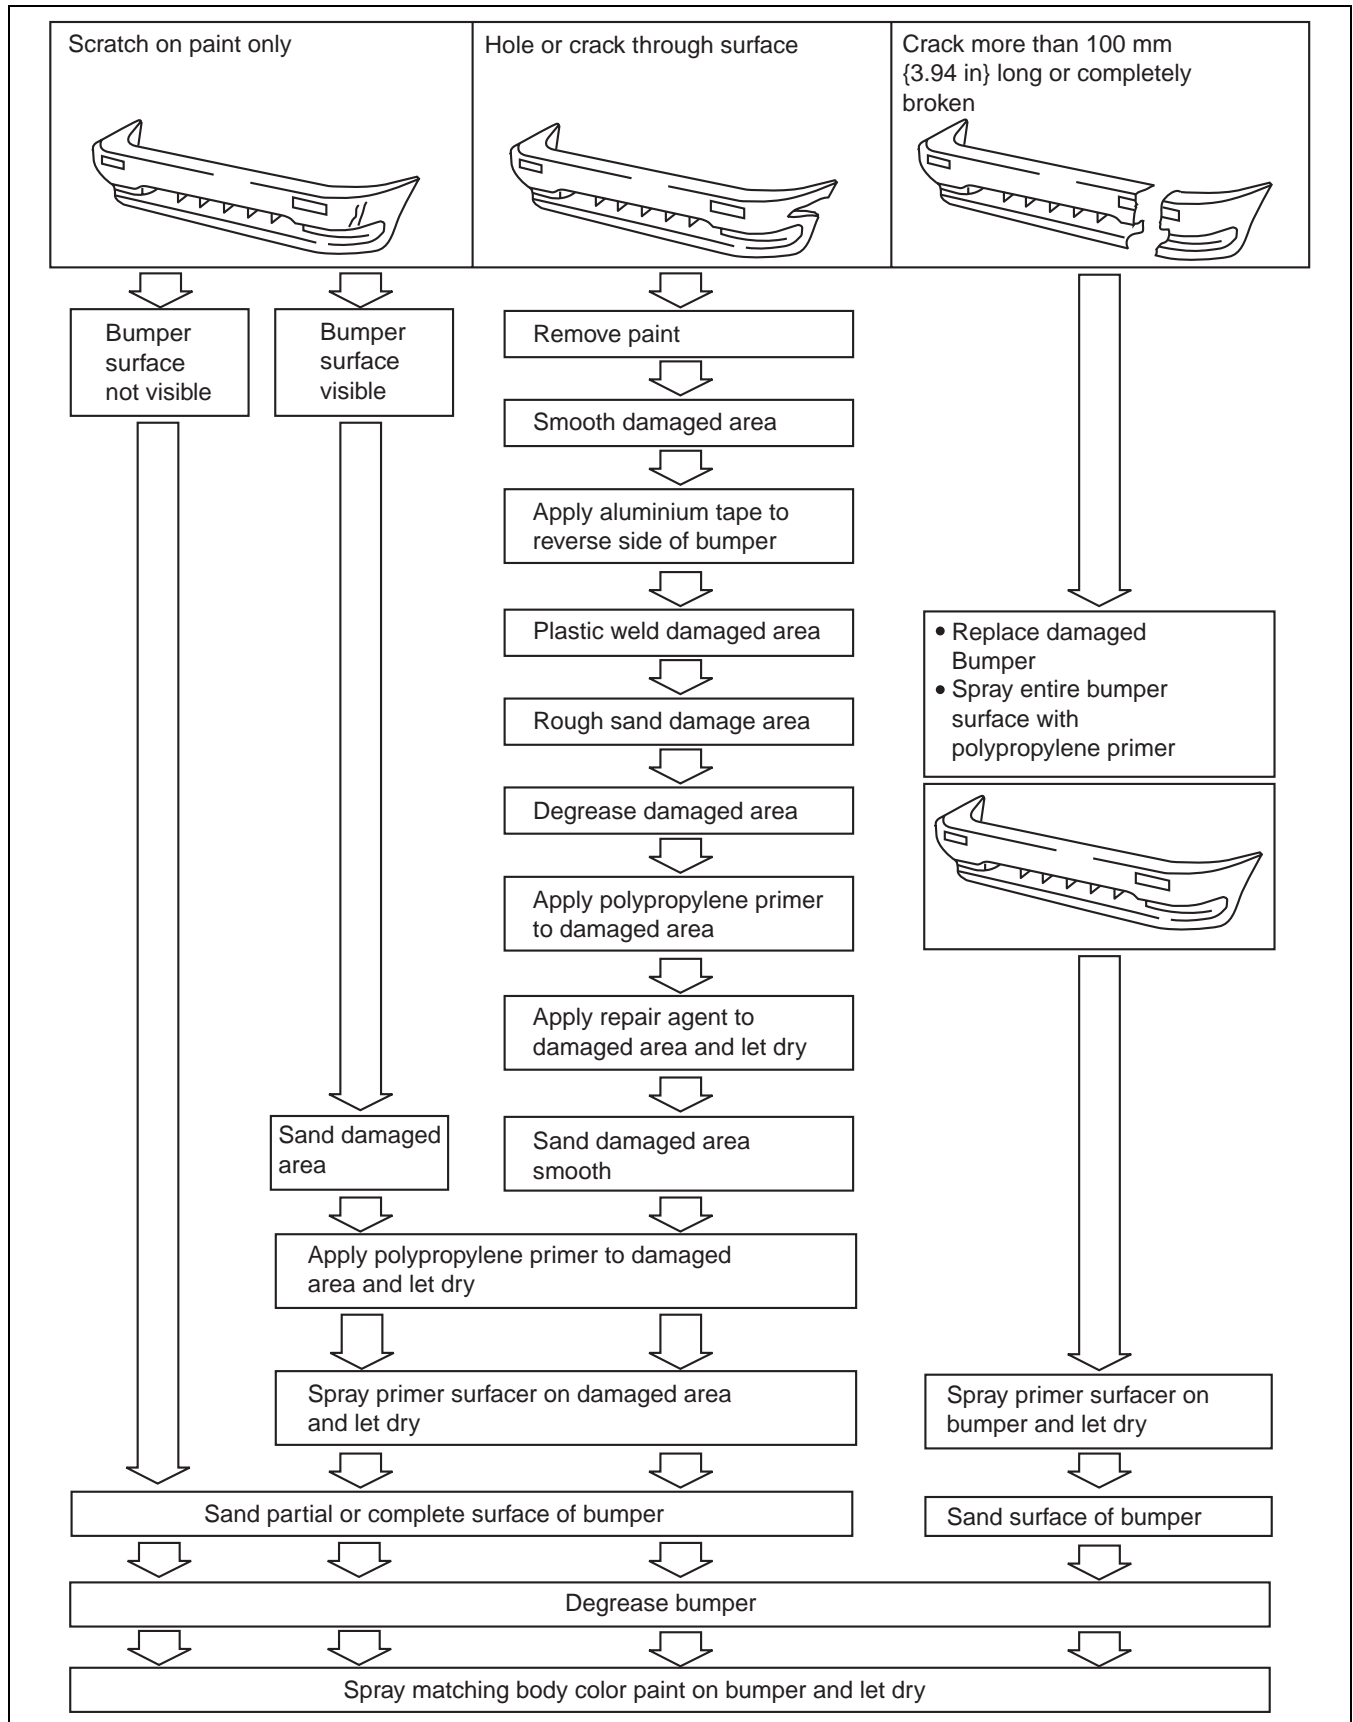 Scratch on paint only
Hole or crack through surface
Crack more than 100 mm
{3.94 in} long or completely
broken
Bumper
surface
not visible
Bumper
surface
visible
Remove paint
Smooth damaged area
Apply aluminium tape to
reverse side of bumper
Plastic weld damaged area
Rough sand damage area
Degrease damaged area
Apply polypropylene primer
to damaged area
Apply repair agent to
damaged area and let dry
• Replace damaged
Bumper
• Spray entire bumper
surface with
polypropylene primer
Sand damaged
area
Sand damaged area
smooth
Apply polypropylene primer to damaged
area and let dry
Spray primer surfacer on damaged area
and let dry
Spray primer surfacer on
bumper and let dry
Sand partial or complete surface of bumper
Sand surface of bumper
Degrease bumper
Spray matching body color paint on bumper and let dry